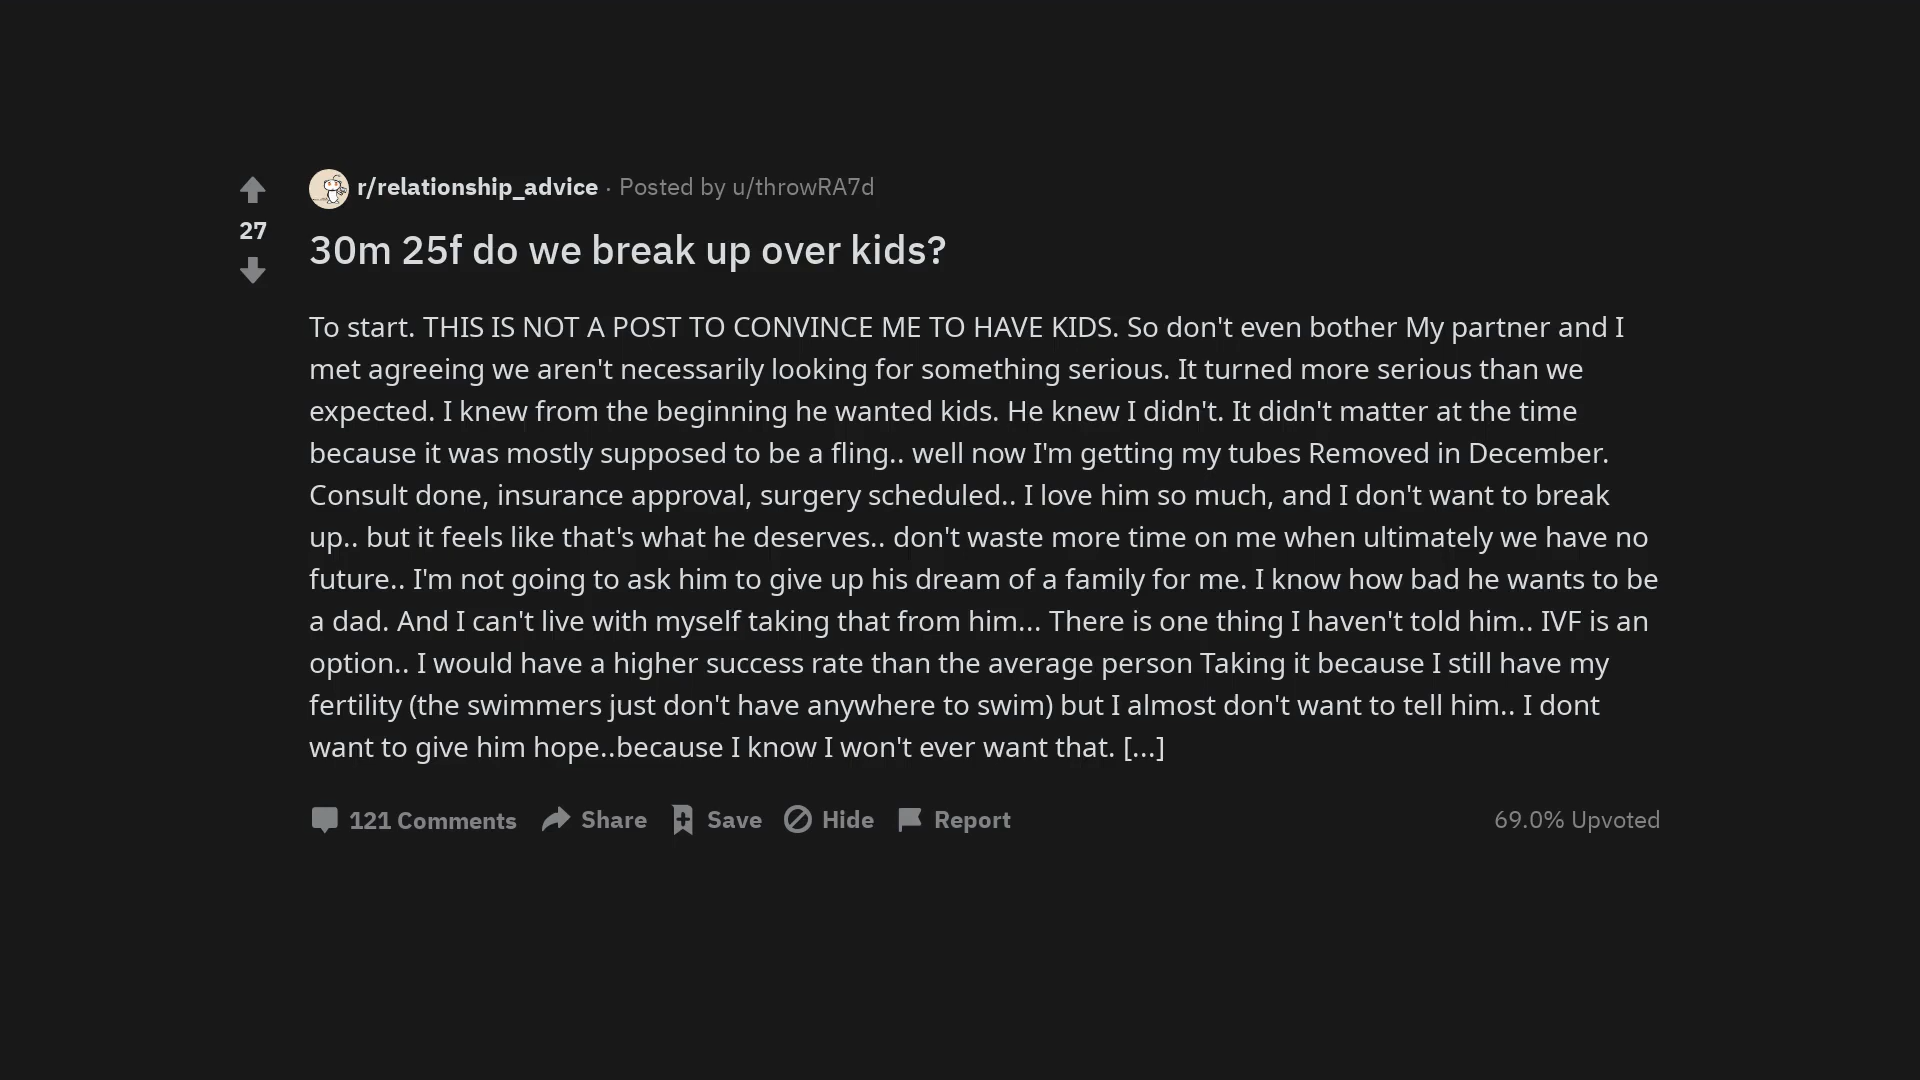 r/relationship_advice · Posted by u/throwRA7d
27
30m 25f do we break up over kids?
To start. THIS IS NOT A POST TO CONVINCE ME TO HAVE KIDS. So don't even bother My partner and I
met agreeing we aren't necessarily looking for something serious. It turned more serious than we
expected. I knew from the beginning he wanted kids. He knew I didn't. It didn't matter at the time
because it was mostly supposed to be a fling.. well now I'm getting my tubes Removed in December.
Consult done, insurance approval, surgery scheduled.. I love him so much, and I don't want to break
up.. but it feels like that's what he deserves.. don't waste more time on me when ultimately we have no
future.. I'm not going to ask him to give up his dream of a family for me. I know how bad he wants to be
a dad. And I can't live with myself taking that from him... There is one thing I haven't told him.. IVF is an
option.. I would have a higher success rate than the average person Taking it because I still have my
fertility (the swimmers just don't have anywhere to swim) but I almost don't want to tell him.. I dont
want to give him hope..because I know I won't ever want that. [...]
121 Comments Share Save Hide Report 69.0% Upvoted